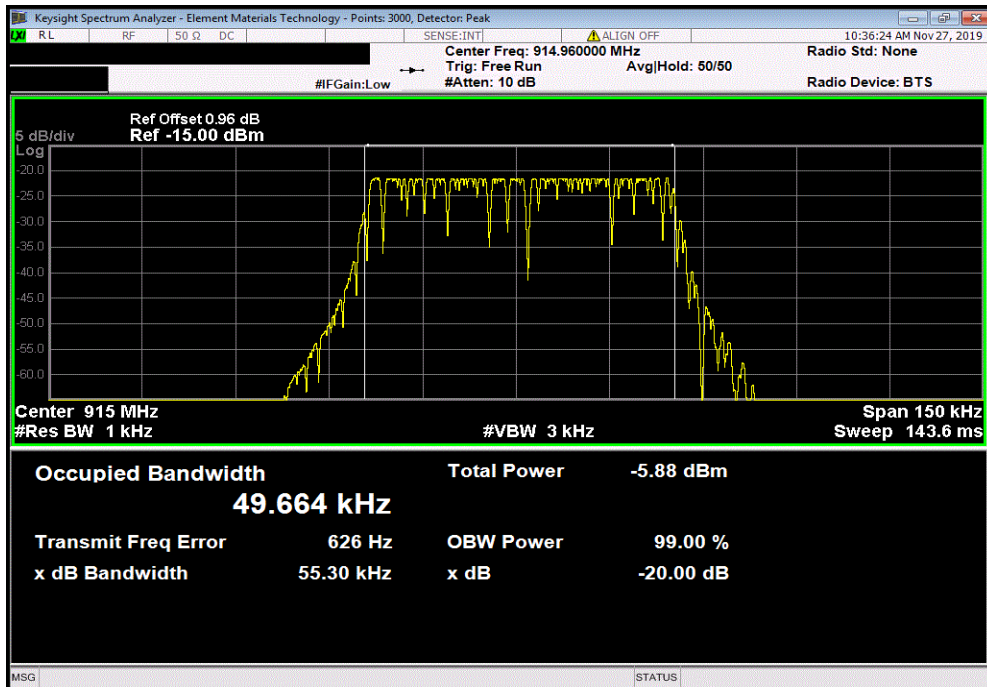 Keysight Spectrum Analyzer - Element Materials Technology - Points: 3000, Detector: Peak
LXI RL RF 50 Ω DC SENSE:INT ALIGN OFF 10:36:24 AM Nov 27, 2019
Center Freq: 914.960000 MHz Radio Std: None
Trig: Free Run Avg|Hold: 50/50
#IFGain:Low #Atten: 10 dB Radio Device: BTS
Ref Offset 0.96 dB
5 dB/div Ref -15.00 dBm
Log
-20.0
-25.0
-30.0
-35.0
-40.0
-45.0
-50.0
-55.0
-60.0
Center 915 MHz Span 150 kHz
#Res BW 1 kHz #VBW 3 kHz Sweep 143.6 ms
Occupied Bandwidth Total Power -5.88 dBm
49.664 kHz
Transmit Freq Error 626 Hz OBW Power 99.00 %
x dB Bandwidth 55.30 kHz x dB -20.00 dB
MSG STATUS